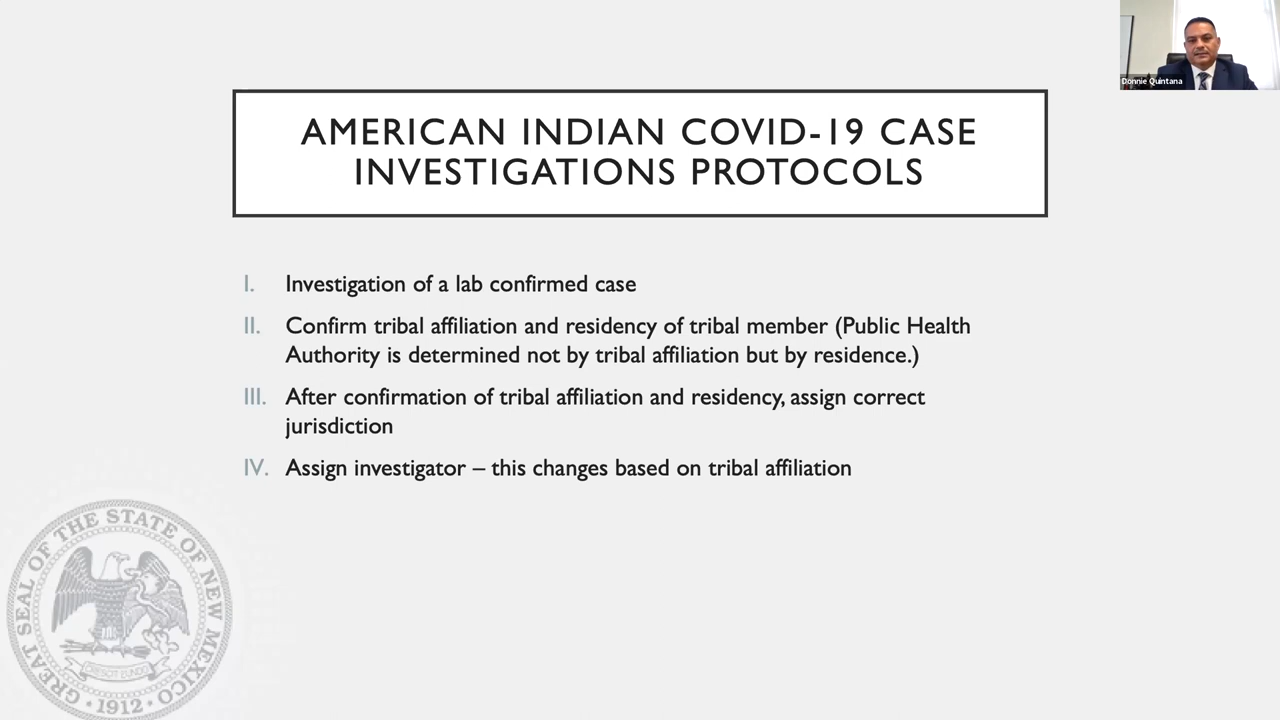 Donnie Quintana
AMERICAN INDIAN COVID-19 CASE
INVESTIGATIONS PROTOCOLS
I. Investigation of a lab confirmed case
II. Confirm tribal affiliation and residency of tribal member (Public Health
Authority is determined not by tribal affiliation but by residence.)
III. After confirmation of tribal affiliation and residency, assign correct
jurisdiction
IV. Assign investigator – this changes based on tribal affiliation
GREAT SEAL OF THE STATE OF NEW MEXICO
CRESCIT EUNDO
• 1912 •